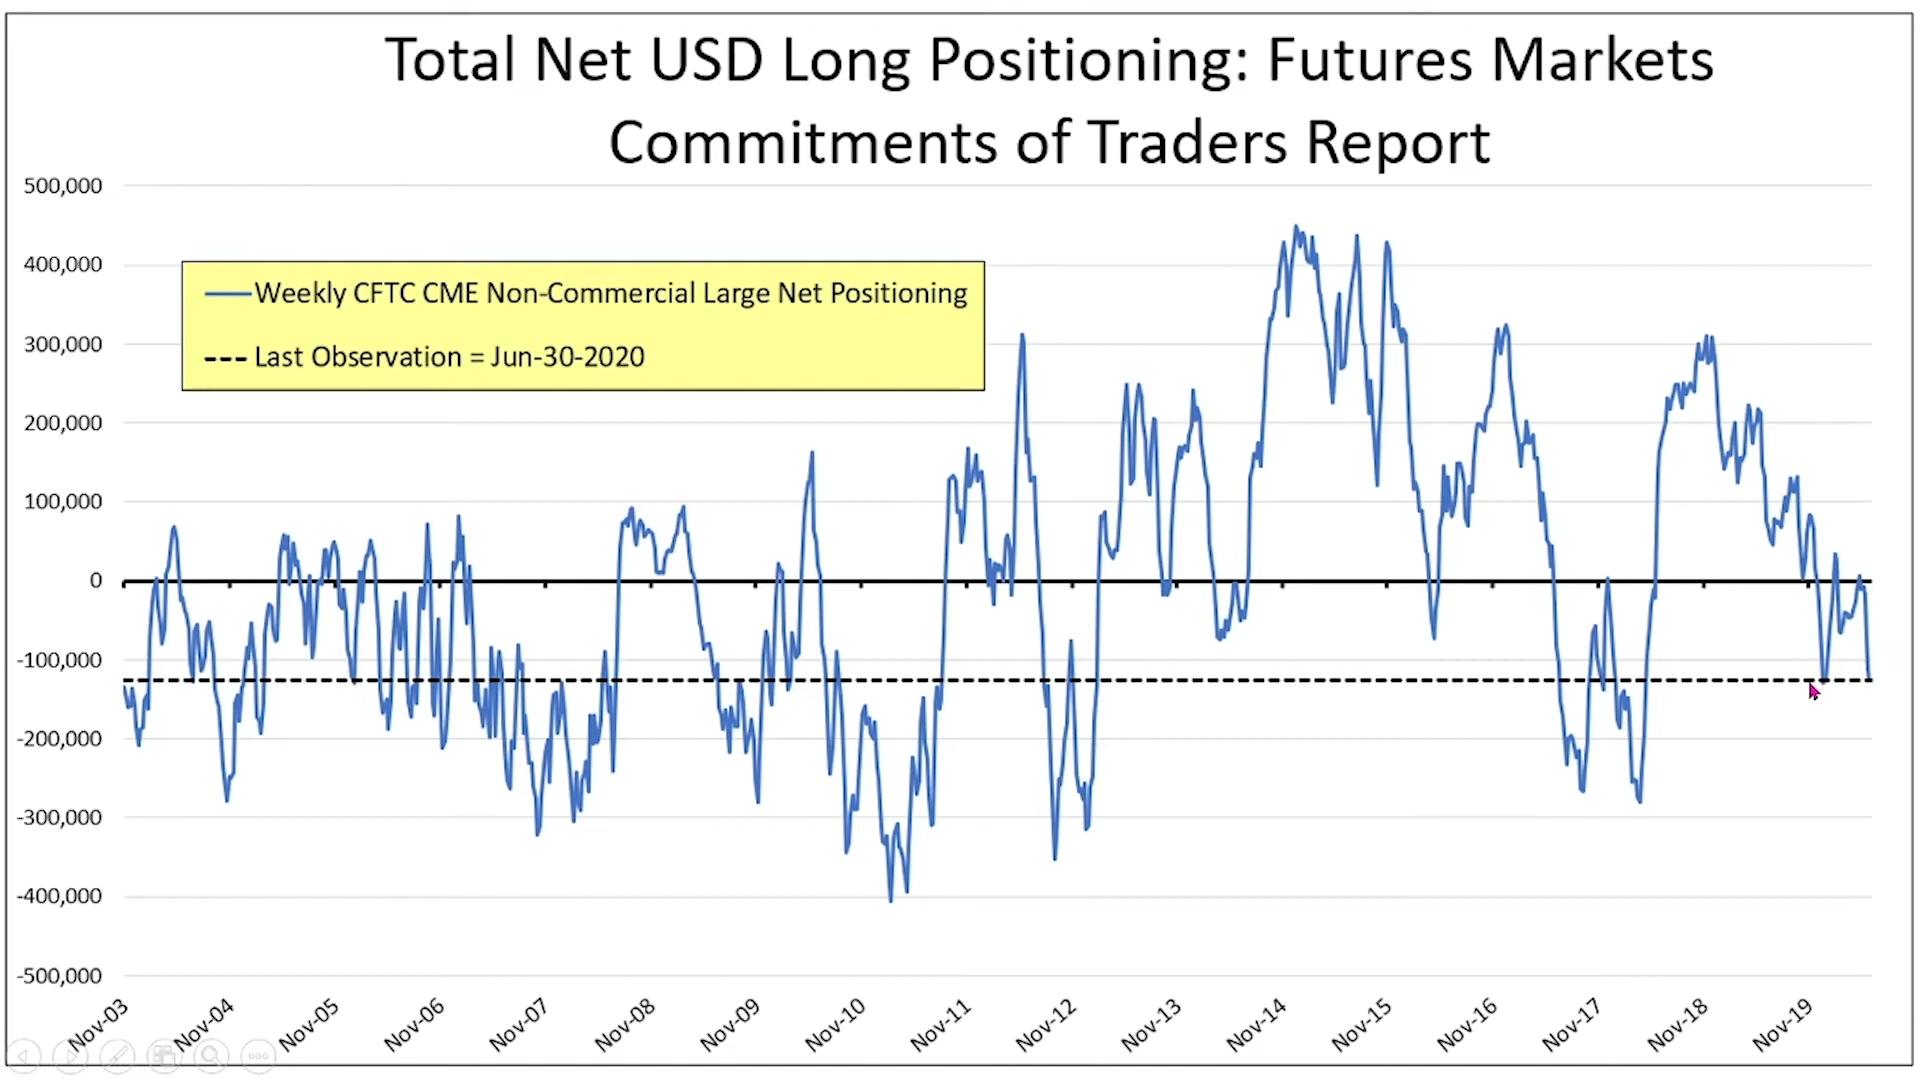 Total Net USD Long Positioning: Futures Markets
Commitments of Traders Report
500,000
400,000
300,000
200,000
100,000
0
-100,000
-200,000
-300,000
-400,000
-500,000
Weekly CFTC CME Non-Commercial Large Net Positioning
Last Observation = Jun-30-2020
Nov-03
Nov-04
Nov-05
Nov-06
Nov-07
Nov-08
Nov-09
Nov-10
Nov-11
Nov-12
Nov-13
Nov-14
Nov-15
Nov-16
Nov-17
Nov-18
Nov-19